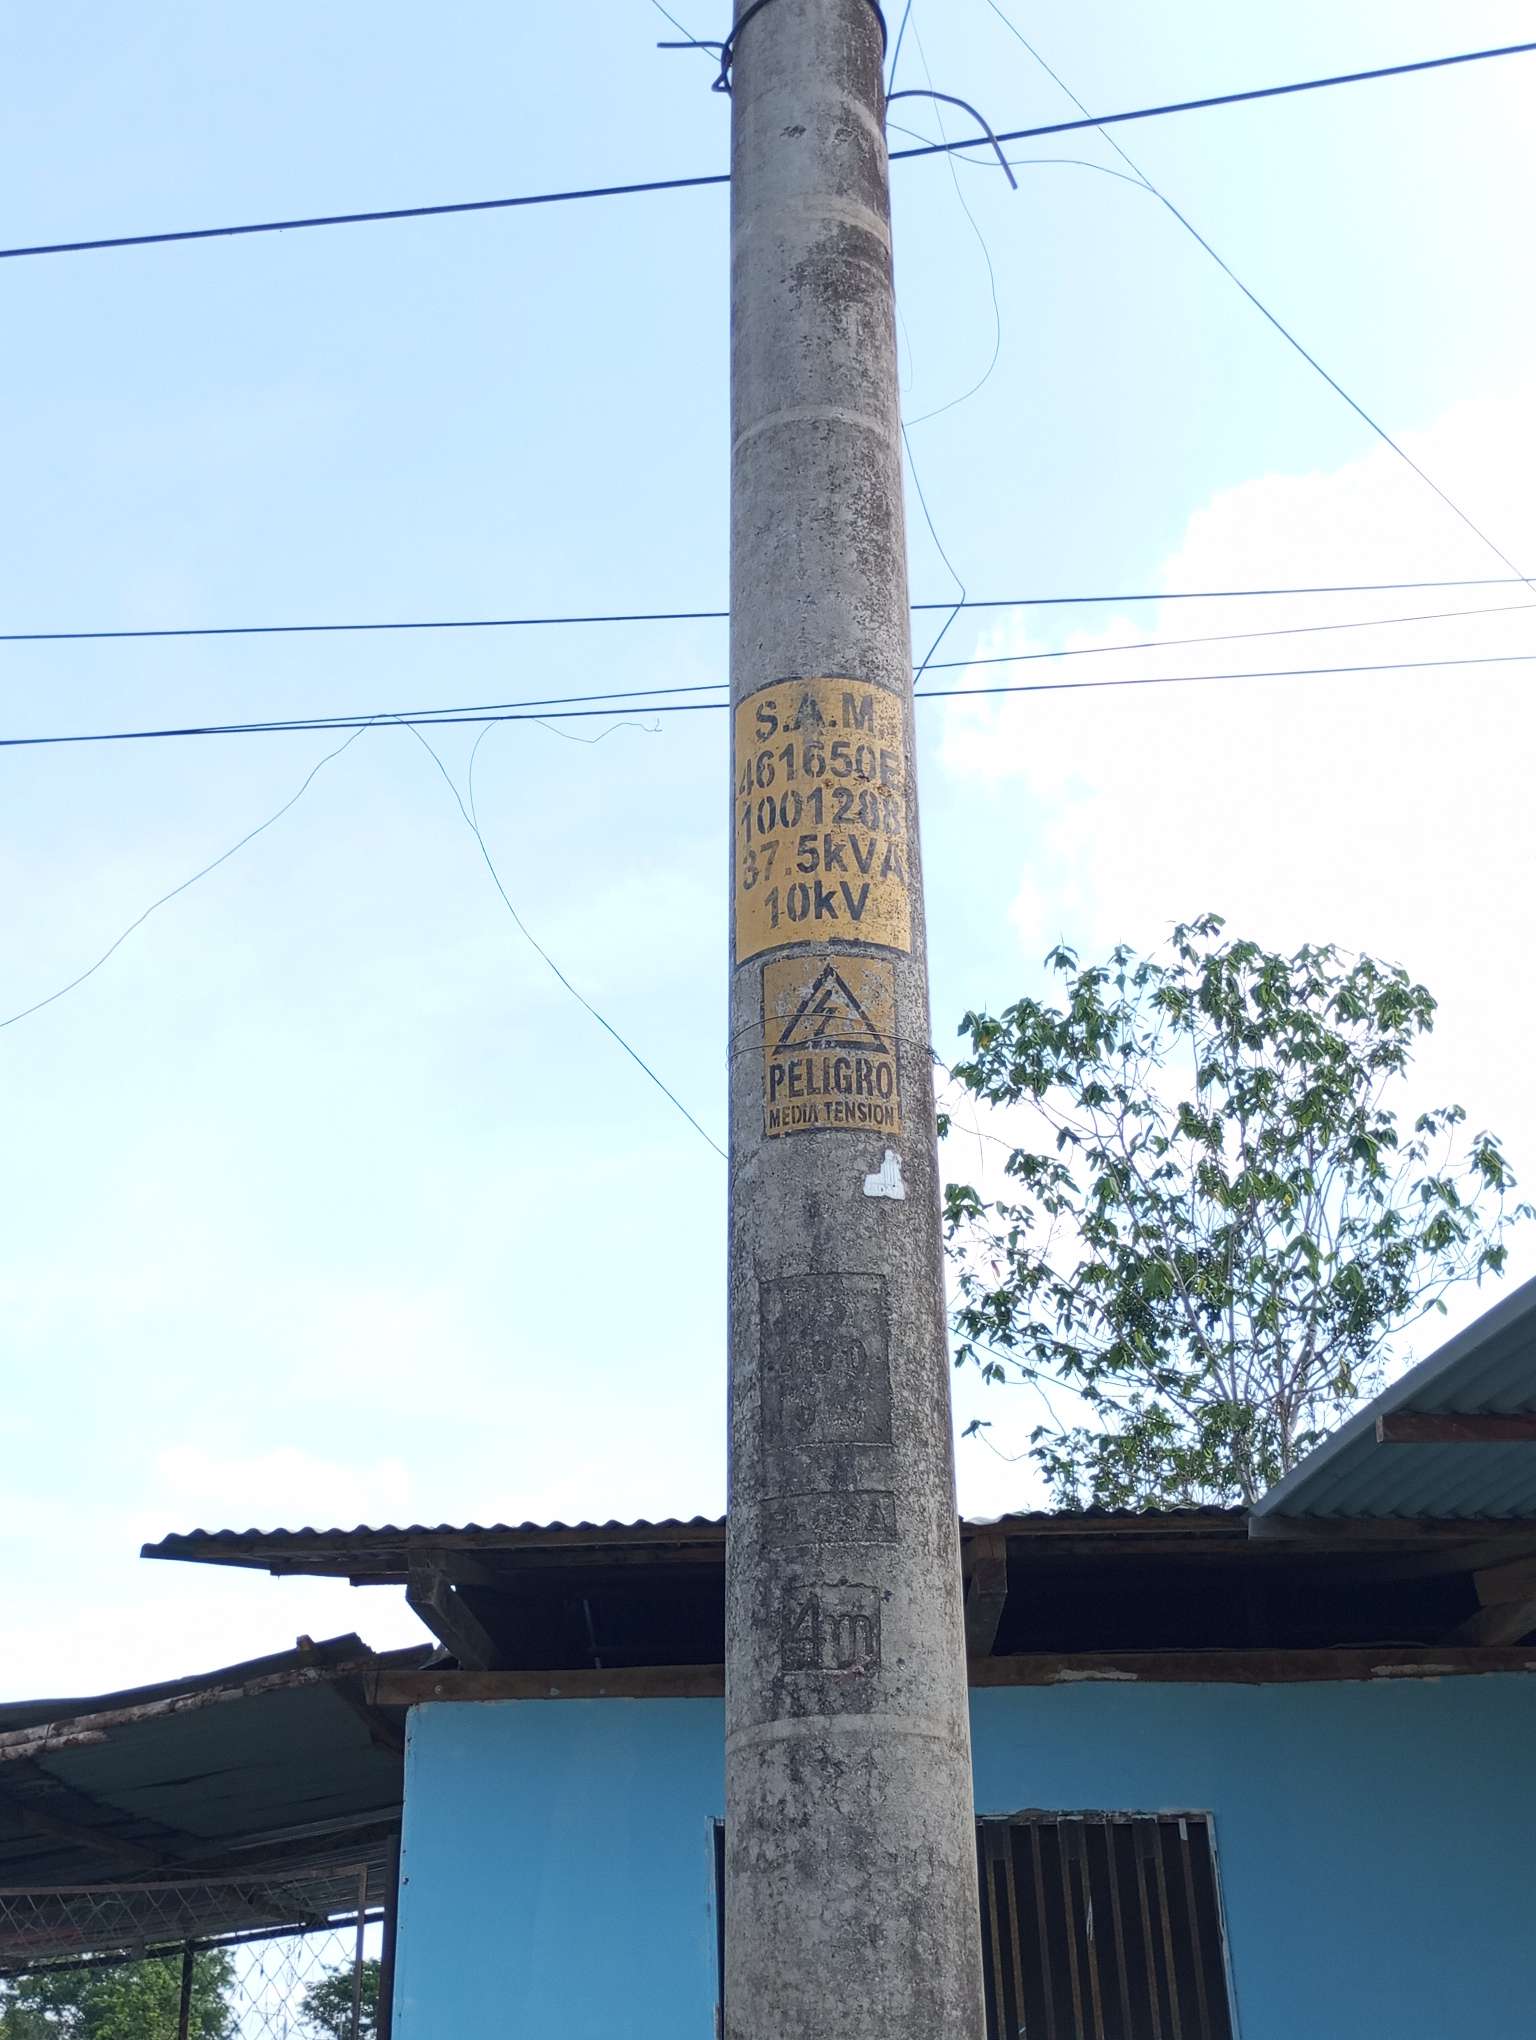 S.A.M.
461650E
1001288
37.5kVA
10kV
PELIGRO
MEDIA TENSION
4m